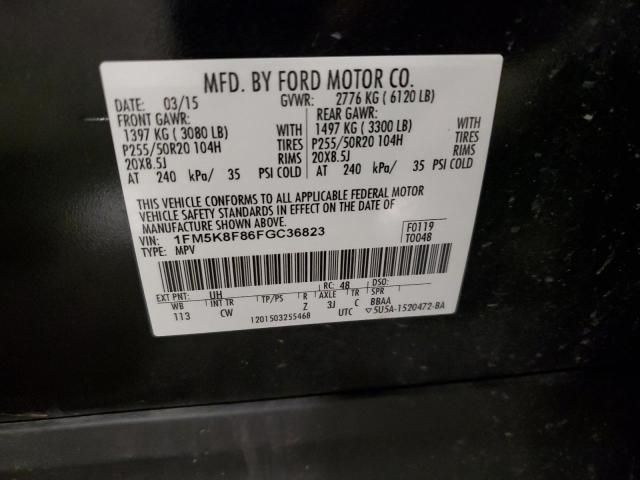 MFD. BY FORD MOTOR CO.
DATE: 03/15 GVWR: 2776 KG ( 6120 LB)
FRONT GAWR: REAR GAWR:
1397 KG ( 3080 LB) WITH 1497 KG ( 3300 LB) WITH
P255/50R20 104H TIRES P255/50R20 104H TIRES
20X8.5J RIMS 20X8.5J RIMS
AT 240 kPa/ 35 PSI COLD AT 240 kPa/ 35 PSI COLD
THIS VEHICLE CONFORMS TO ALL APPLICABLE FEDERAL MOTOR
VEHICLE SAFETY STANDARDS IN EFFECT ON THE DATE OF
MANUFACTURE SHOWN ABOVE.
VIN: 1FM5K8F86FGC36823 F0119
TYPE: MPV T0048
EXT PNT: UH RC: 48 DSO:
WB INT TR TP/PS R AXLE TR SPR
113 CW Z 3J C BBAA
1201503255468 UTC ▽5U5A-1520472-BA